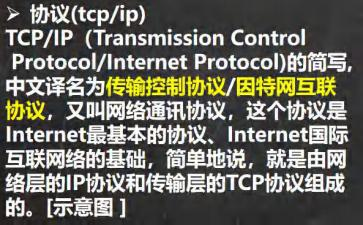 ➢ 协议(tcp/ip)
TCP/IP（Transmission Control
Protocol/Internet Protocol)的简写,
中文译名为传输控制协议/因特网互联
协议，又叫网络通讯协议，这个协议是
Internet最基本的协议、Internet国际
互联网络的基础，简单地说，就是由网
络层的IP协议和传输层的TCP协议组成
的。[示意图 ]